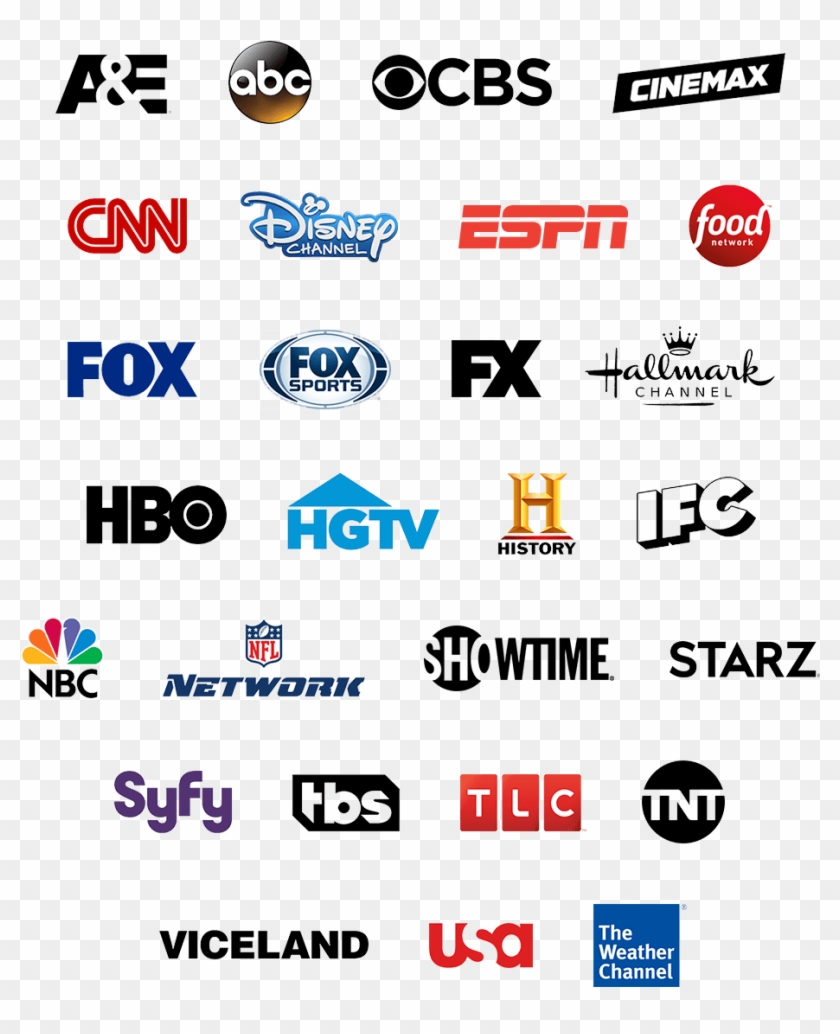 A&E
abc
CBS
CINEMAX
CNN
Disney
CHANNEL
ESPN
food
network
FOX
FOX
SPORTS
FX
Hallmark
CHANNEL
HBO
HGTV
H
HISTORY
IFC
NBC
NFL
NETWORK
SHOWTIME®
STARZ
Syfy
tbs
TLC
TNT
VICELAND
usa
The
Weather
Channel
®